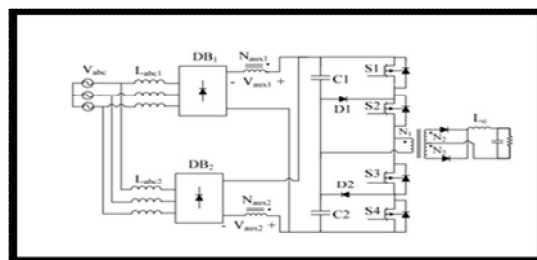 DB1
Naux1
Vabc
Labc1
- Vaux1 +
C1
S1
S2
D1
N1
N2
N2
Lo
DB2
Labc2
Naux2
- Vaux2 +
D2
C2
S3
S4